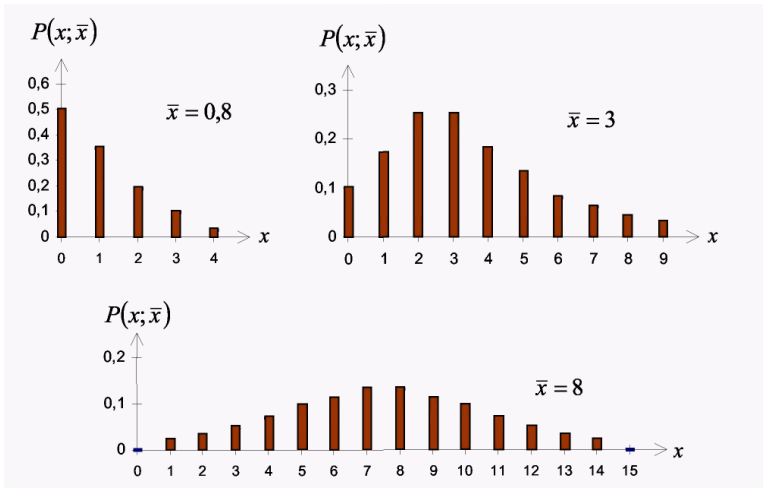 P(x; x̄)
0,6
0,5
0,4
0,3
0,2
0,1
0
x̄ = 0,8
x
0 1 2 3 4
P(x; x̄)
0,3
0,2
0,1
0
x̄ = 3
x
0 1 2 3 4 5 6 7 8 9
P(x; x̄)
0,2
0,1
0
x̄ = 8
x
0 1 2 3 4 5 6 7 8 9 10 11 12 13 14 15